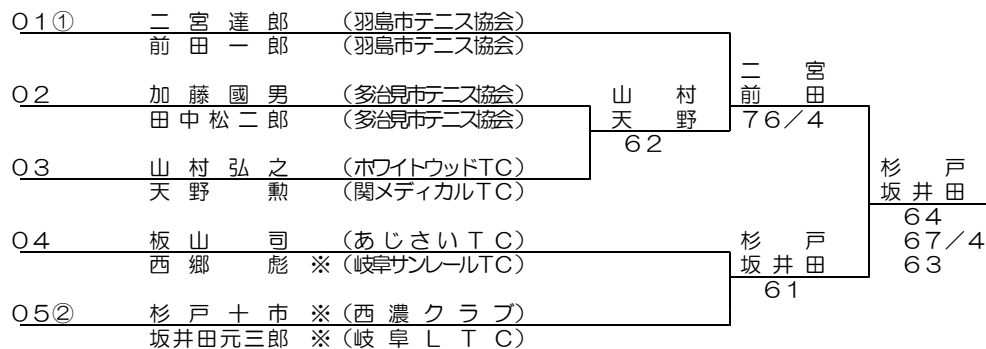 01① 二宮達郎 (羽島市テニス協会)
前田一郎 (羽島市テニス協会)
二宮
02 加藤國男 (多治見市テニス協会) 山村 前田
田中松二郎 (多治見市テニス協会) 天野 76/4
62
03 山村弘之 (ホワイトウッドTC) 杉戸
天野勲 (関メディカルTC) 坂井田
64
04 板山司 (あじさいTC) 杉戸 67/4
西郷彪 ※ (岐阜サンレールTC) 坂井田 63
61
05② 杉戸十市 ※ (西濃クラブ)
坂井田元三郎 ※ (岐阜LTC)